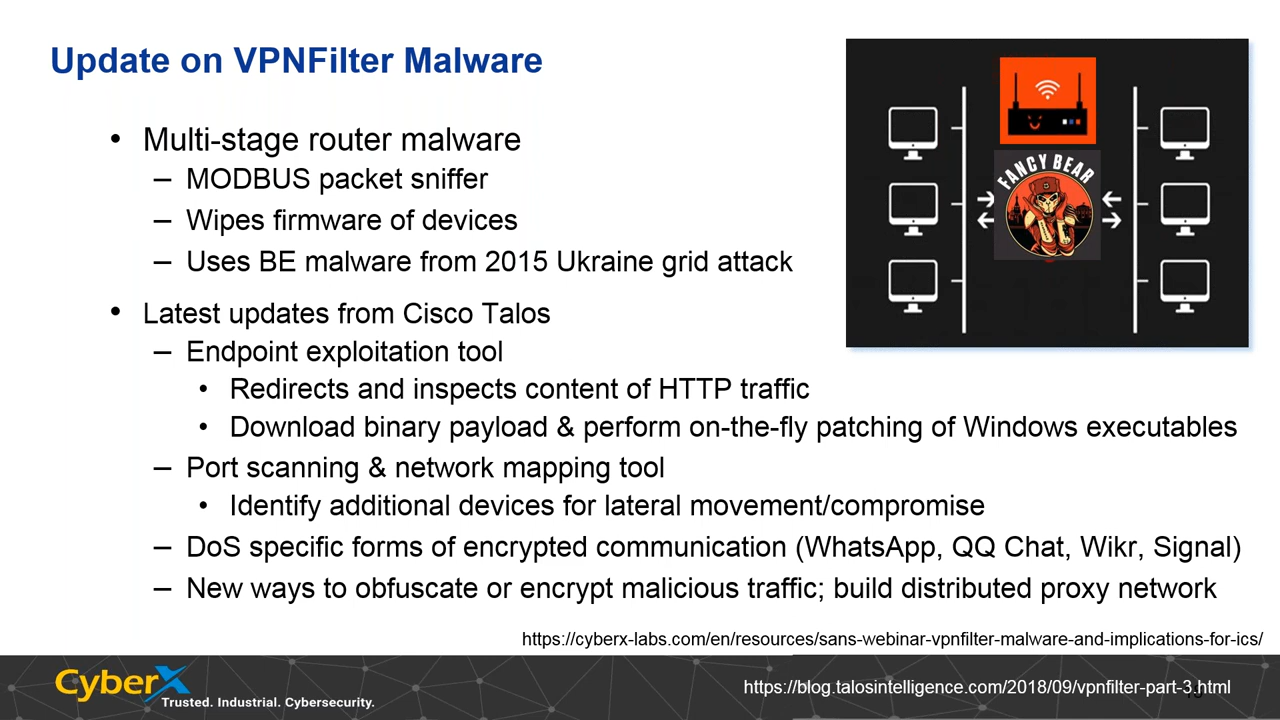 Update on VPNFilter Malware
FANCY BEAR
• Multi-stage router malware
– MODBUS packet sniffer
– Wipes firmware of devices
– Uses BE malware from 2015 Ukraine grid attack
• Latest updates from Cisco Talos
– Endpoint exploitation tool
• Redirects and inspects content of HTTP traffic
• Download binary payload & perform on-the-fly patching of Windows executables
– Port scanning & network mapping tool
• Identify additional devices for lateral movement/compromise
– DoS specific forms of encrypted communication (WhatsApp, QQ Chat, Wikr, Signal)
– New ways to obfuscate or encrypt malicious traffic; build distributed proxy network
https://cyberx-labs.com/en/resources/sans-webinar-vpnfilter-malware-and-implications-for-ics/
CyberX
Trusted. Industrial. Cybersecurity.
https://blog.talosintelligence.com/2018/09/vpnfilter-part-3.html